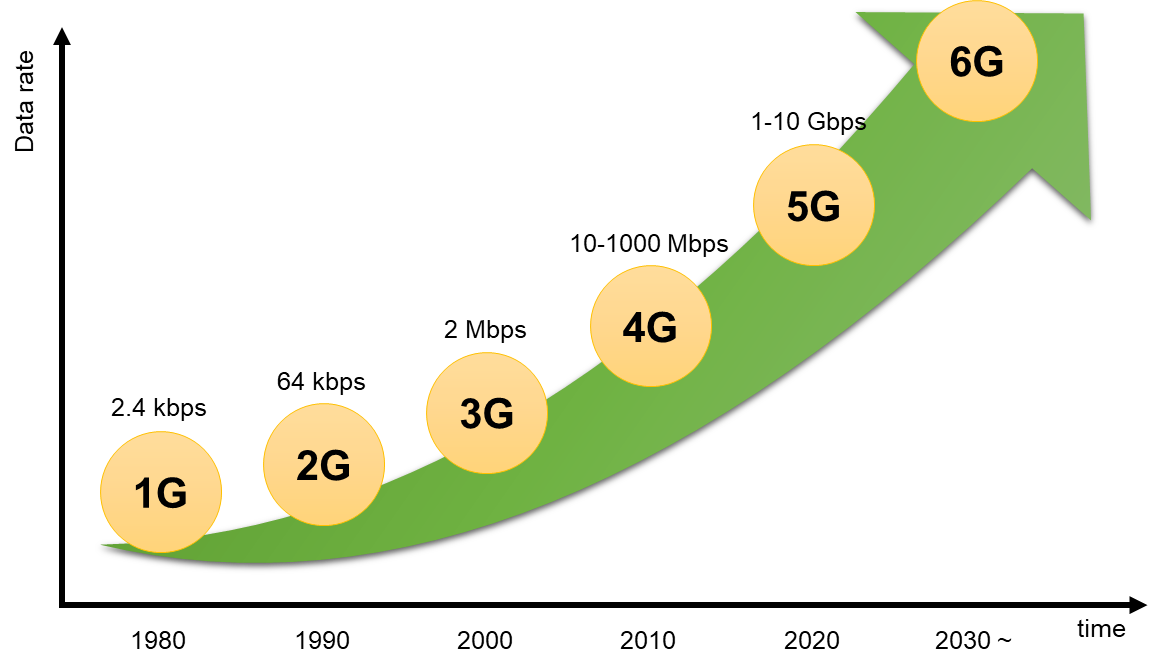 Data rate
6G
1-10 Gbps
5G
10-1000 Mbps
4G
2 Mbps
3G
64 kbps
2G
2.4 kbps
1G
1980
1990
2000
2010
2020
2030 ~
time